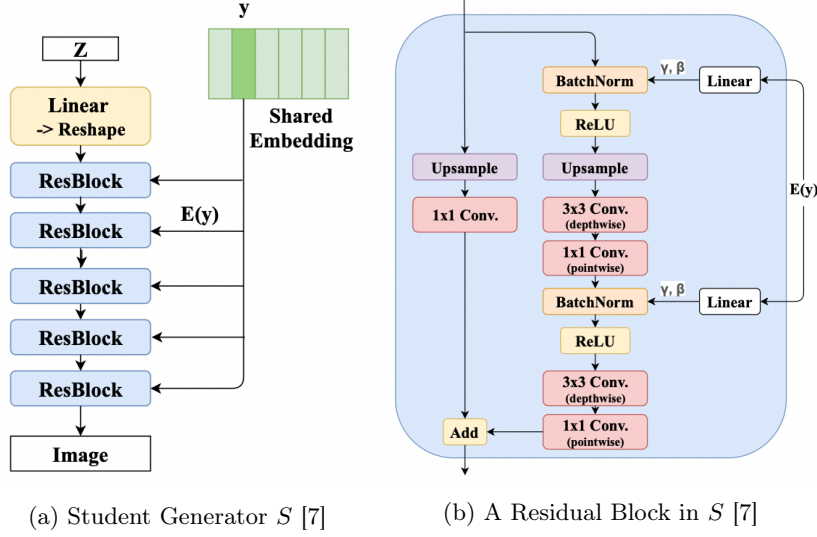 y
Z
Linear
-> Reshape
Shared
Embedding
ResBlock
E(y)
ResBlock
ResBlock
ResBlock
ResBlock
Image
(a) Student Generator S [7]
BatchNorm
γ, β
Linear
ReLU
Upsample
Upsample
E(y)
1x1 Conv.
3x3 Conv.
(depthwise)
1x1 Conv.
(pointwise)
BatchNorm
γ, β
Linear
ReLU
3x3 Conv.
(depthwise)
Add
1x1 Conv.
(pointwise)
(b) A Residual Block in S [7]